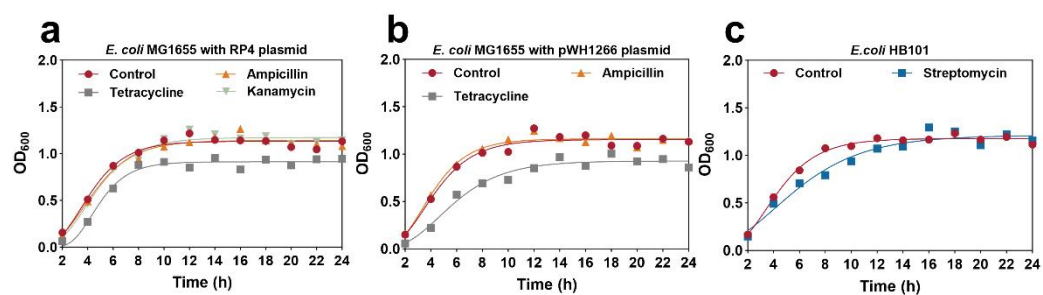 a
E. coli MG1655 with RP4 plasmid
Control
Ampicillin
Tetracycline
Kanamycin
OD600
2.0
1.5
1.0
0.5
0.0
2 4 6 8 10 12 14 16 18 20 22 24
Time (h)
b
E. coli MG1655 with pWH1266 plasmid
Control
Ampicillin
Tetracycline
OD600
2.0
1.5
1.0
0.5
0.0
2 4 6 8 10 12 14 16 18 20 22 24
Time (h)
c
E.coli HB101
Control
Streptomycin
OD600
2.0
1.5
1.0
0.5
0.0
2 4 6 8 10 12 14 16 18 20 22 24
Time (h)